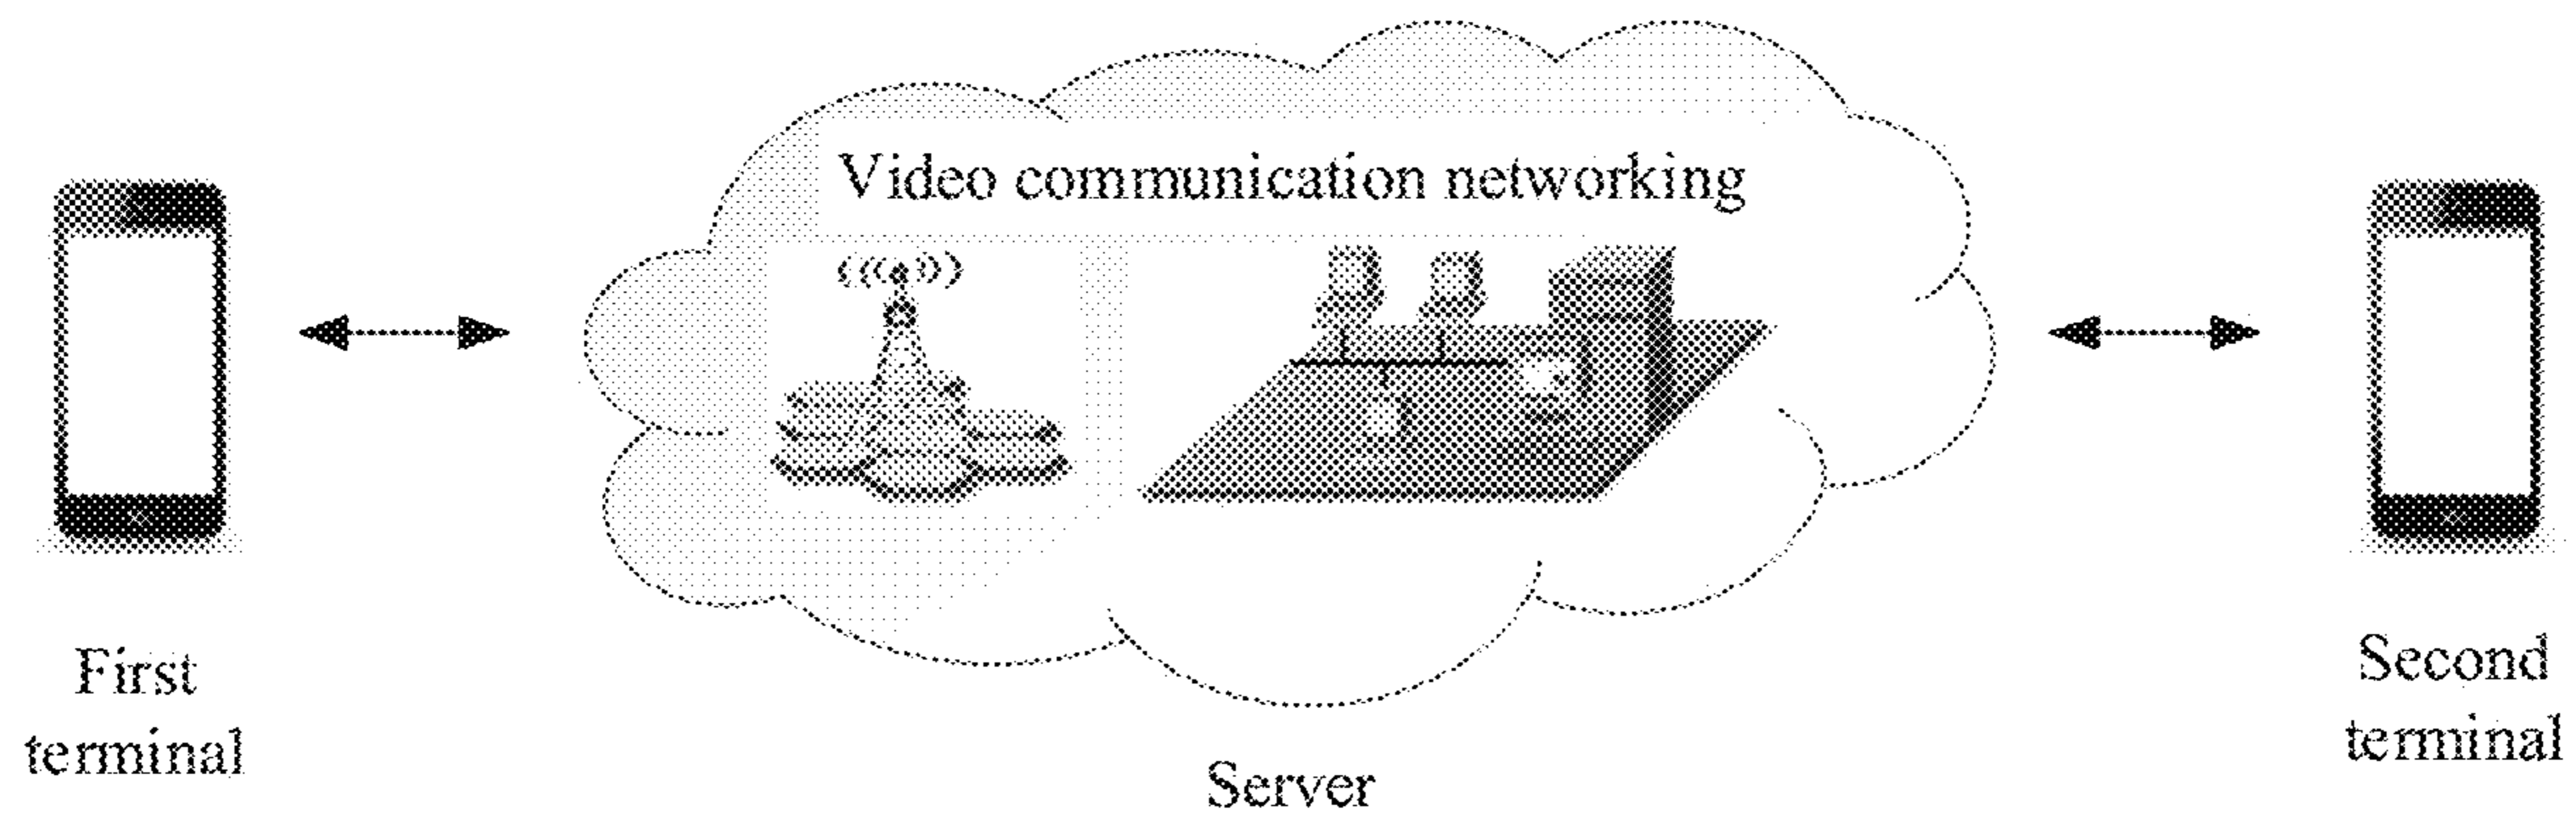 Video communication networking
First
terminal
Server
Second
terminal